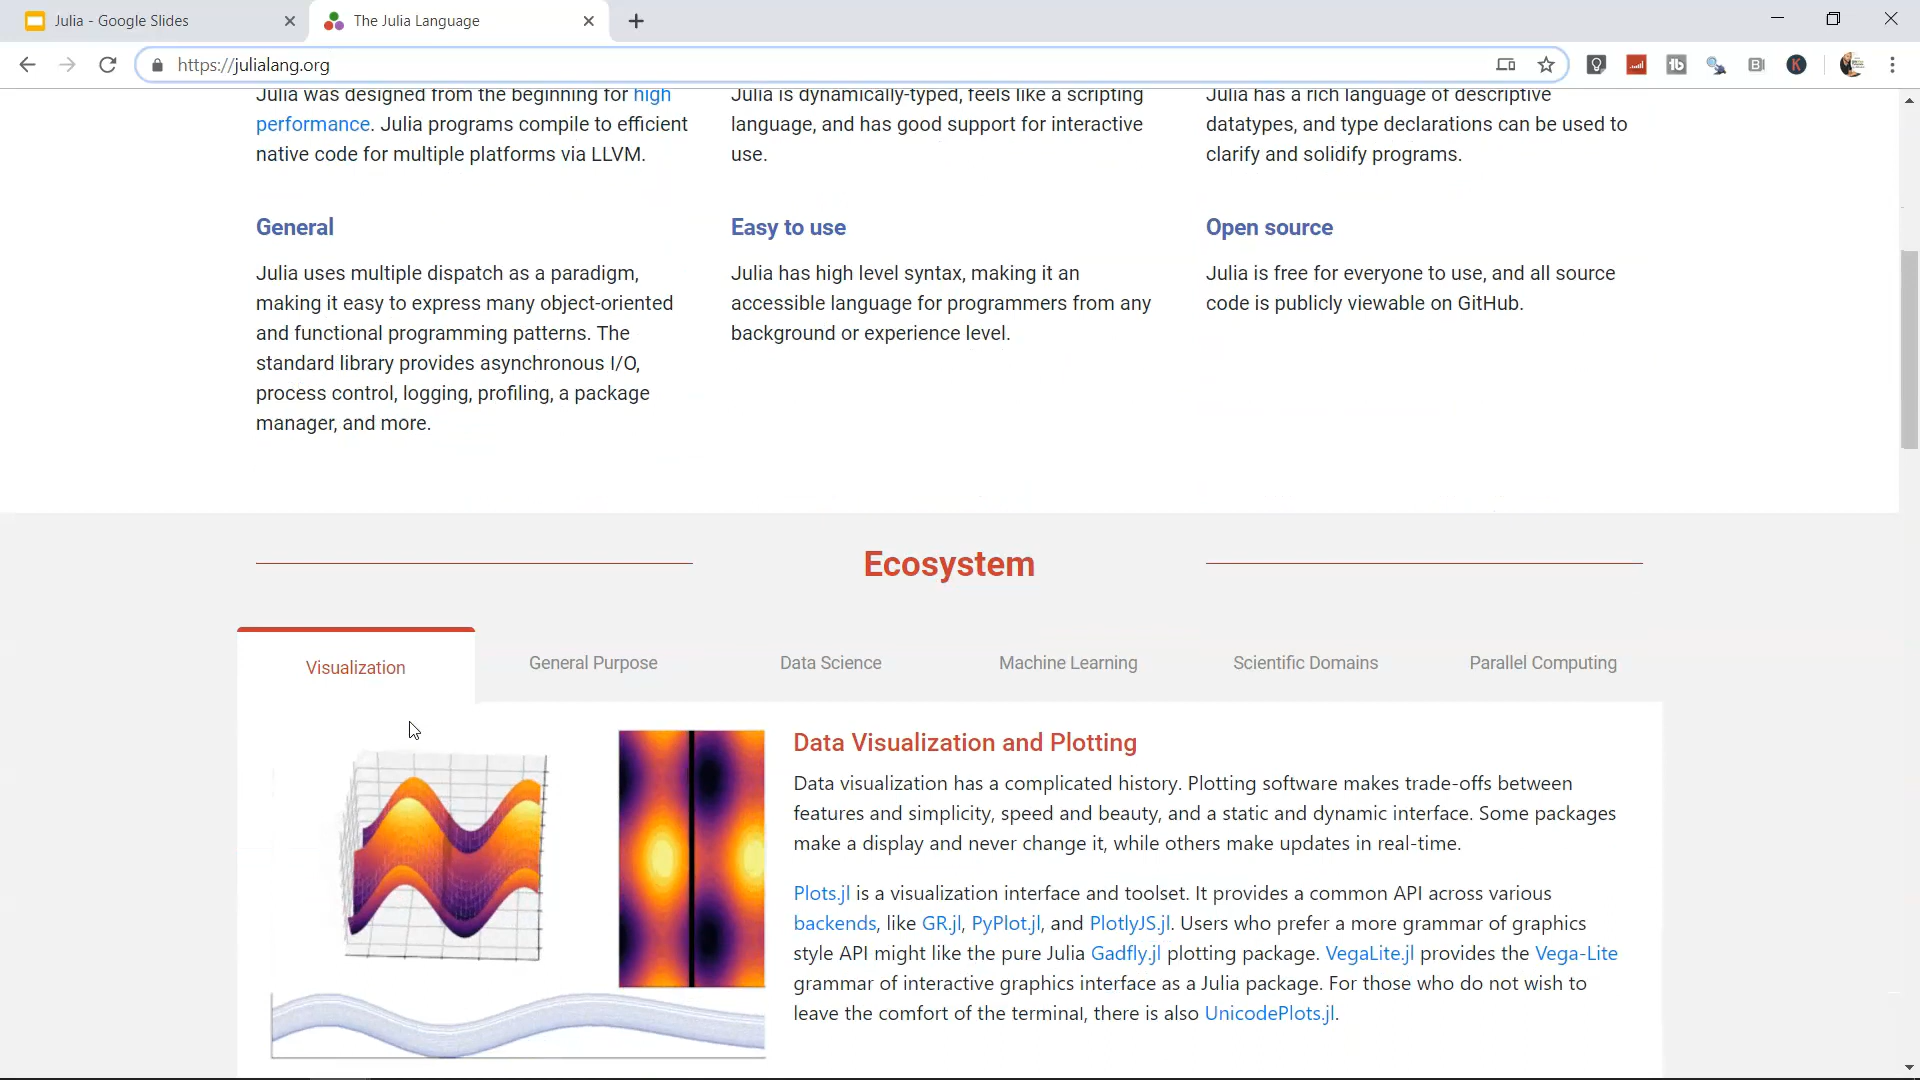 Julia - Google Slides
The Julia Language
https://julialang.org
Julia was designed from the beginning for high
performance. Julia programs compile to efficient
native code for multiple platforms via LLVM.
Julia is dynamically-typed, feels like a scripting
language, and has good support for interactive
use.
Julia has a rich language of descriptive
datatypes, and type declarations can be used to
clarify and solidify programs.
General
Julia uses multiple dispatch as a paradigm,
making it easy to express many object-oriented
and functional programming patterns. The
standard library provides asynchronous I/O,
process control, logging, profiling, a package
manager, and more.
Easy to use
Julia has high level syntax, making it an
accessible language for programmers from any
background or experience level.
Open source
Julia is free for everyone to use, and all source
code is publicly viewable on GitHub.
Ecosystem
Visualization
General Purpose
Data Science
Machine Learning
Scientific Domains
Parallel Computing
Data Visualization and Plotting
Data visualization has a complicated history. Plotting software makes trade-offs between
features and simplicity, speed and beauty, and a static and dynamic interface. Some packages
make a display and never change it, while others make updates in real-time.
Plots.jl is a visualization interface and toolset. It provides a common API across various
backends, like GR.jl, PyPlot.jl, and PlotlyJS.jl. Users who prefer a more grammar of graphics
style API might like the pure Julia Gadfly.jl plotting package. VegaLite.jl provides the Vega-Lite
grammar of interactive graphics interface as a Julia package. For those who do not wish to
leave the comfort of the terminal, there is also UnicodePlots.jl.